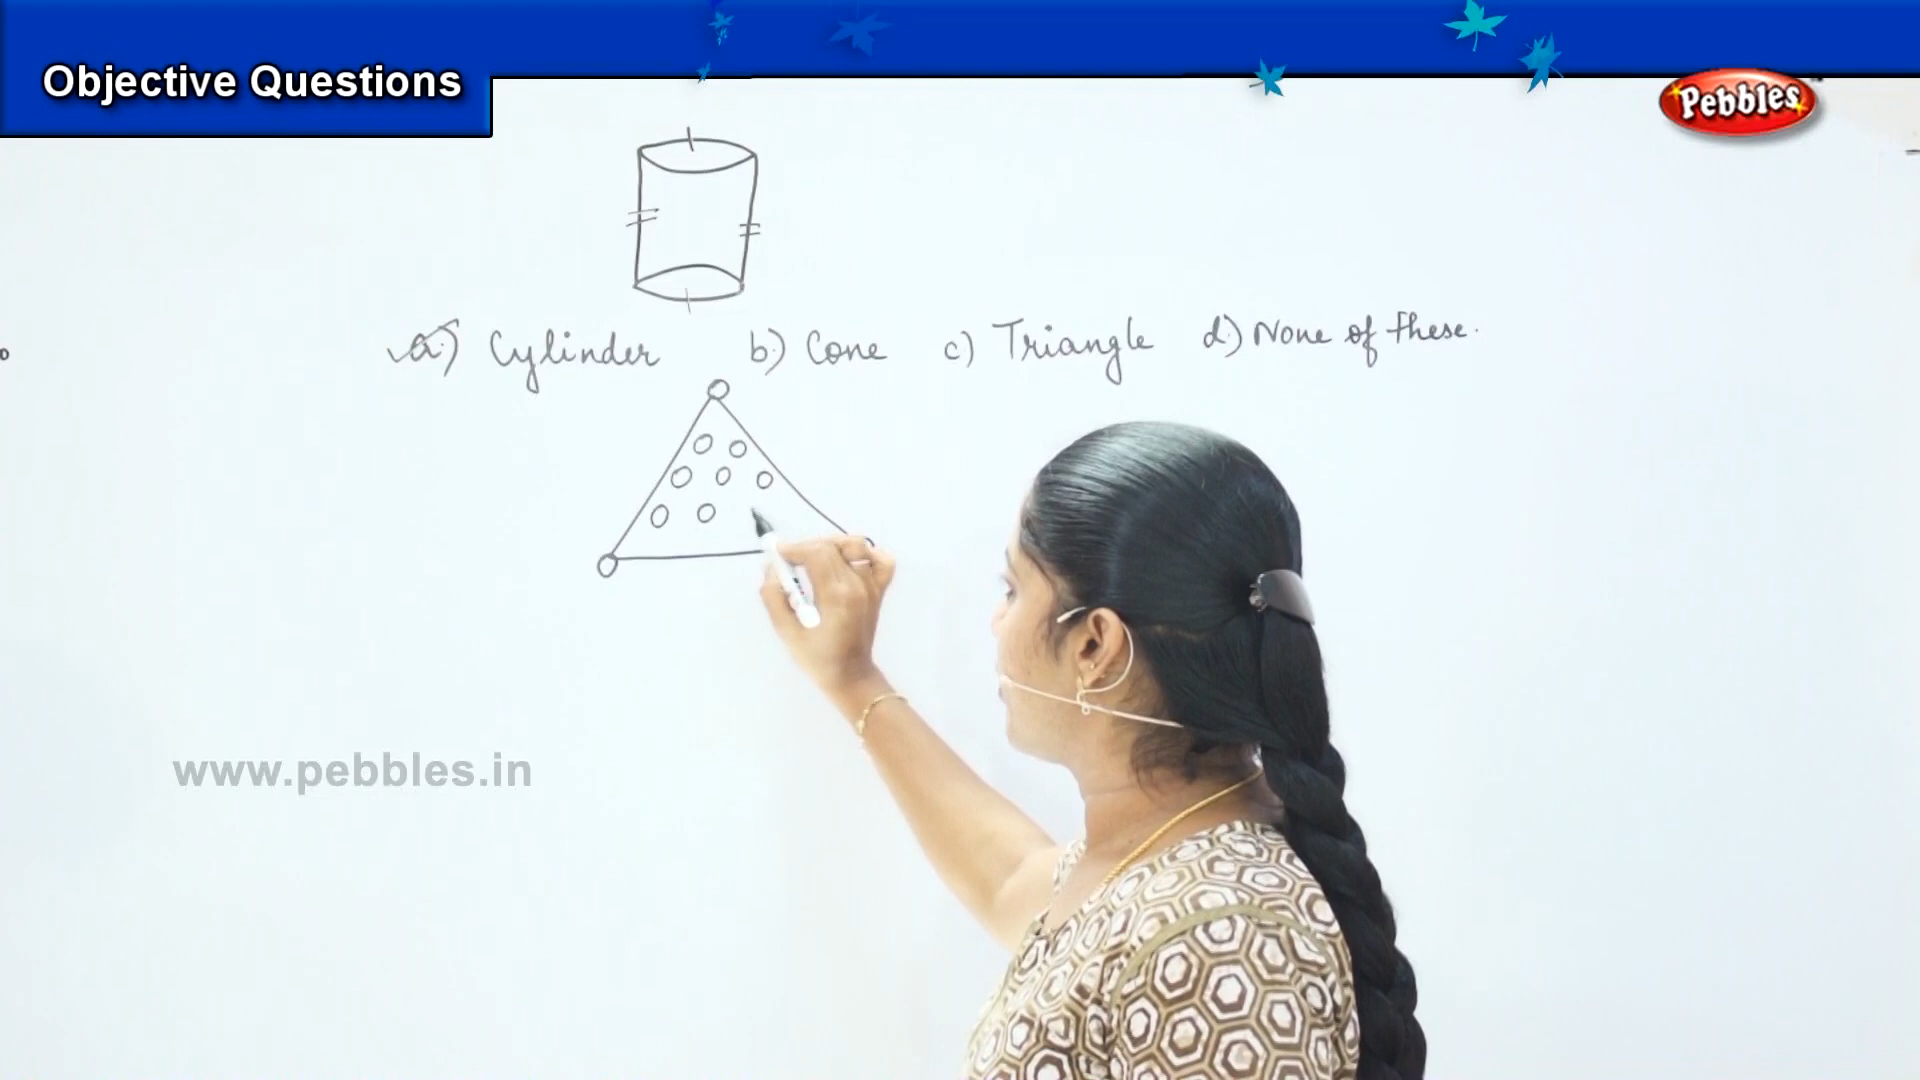 Objective Questions
Pebbles
a) Cylinder b) Cone c) Triangle d) None of these.
www.pebbles.in